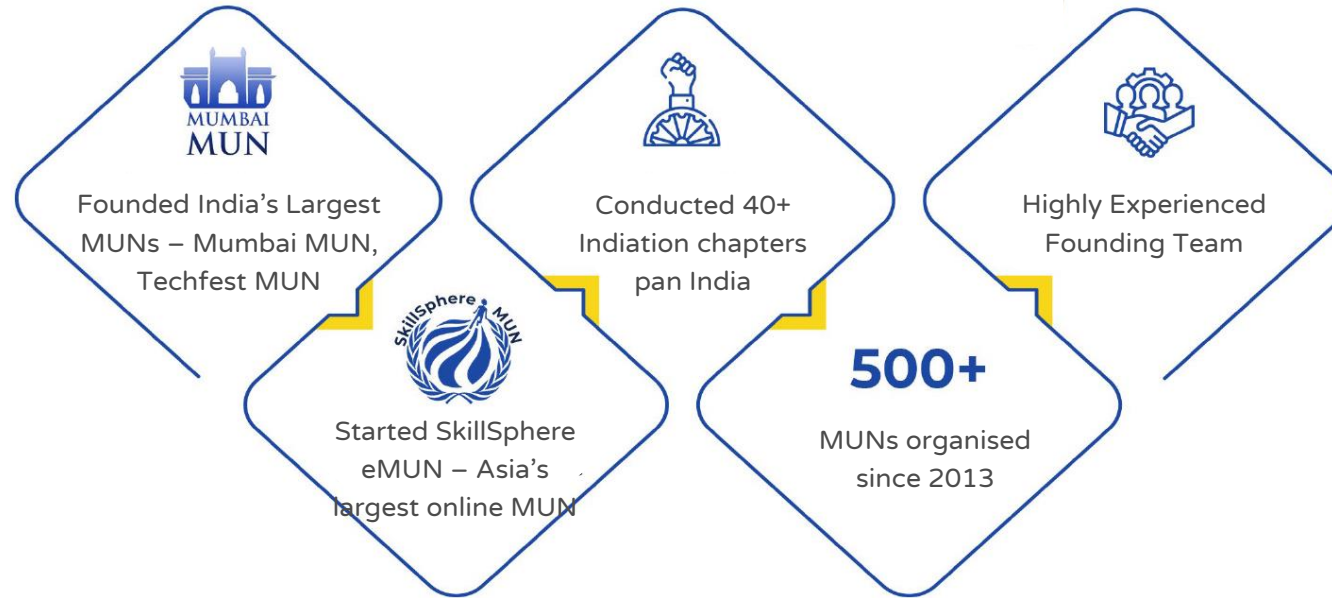 MUMBAI
MUN
Founded India's Largest
MUNs – Mumbai MUN,
Techfest MUN
SkillSphere MUN
Started SkillSphere
eMUN – Asia's
largest online MUN
Conducted 40+
Indiation chapters
pan India
500+
MUNs organised
since 2013
Highly Experienced
Founding Team